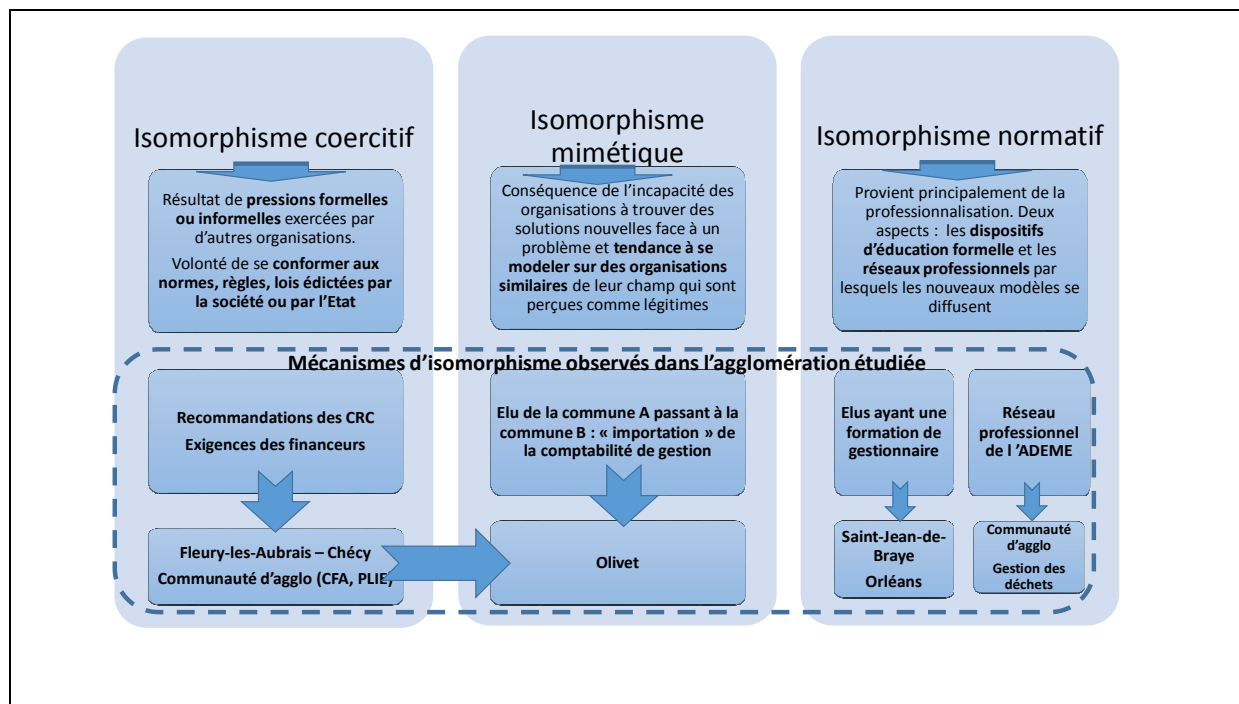 Isomorphisme coercitif
Résultat de pressions formelles
ou informelles exercées par
d'autres organisations.
Volonté de se conformer aux
normes, règles, lois édictées par
la société ou par l'Etat
Isomorphisme
mimétique
Conséquence de l'incapacité des
organisations à trouver des
solutions nouvelles face à un
problème et tendance à se
modeler sur des organisations
similaires de leur champ qui sont
perçues comme légitimes
Isomorphisme normatif
Provient principalement de la
professionnalisation. Deux
aspects : les dispositifs
d'éducation formelle et les
réseaux professionnels par
lesquels les nouveaux modèles se
diffusent
Mécanismes d'isomorphisme observés dans l'agglomération étudiée
Recommandations des CRC
Exigences des financeurs
Fleury-les-Aubrais – Chécy
Communauté d'agglo (CFA, PLIE)
Elu de la commune A passant à la
commune B : « importation » de
la comptabilité de gestion
Olivet
Elus ayant une
formation de
gestionnaire
Saint-Jean-de-
Braye
Orléans
Réseau
professionnel
de l 'ADEME
Communauté
d'agglo
Gestion des
déchets